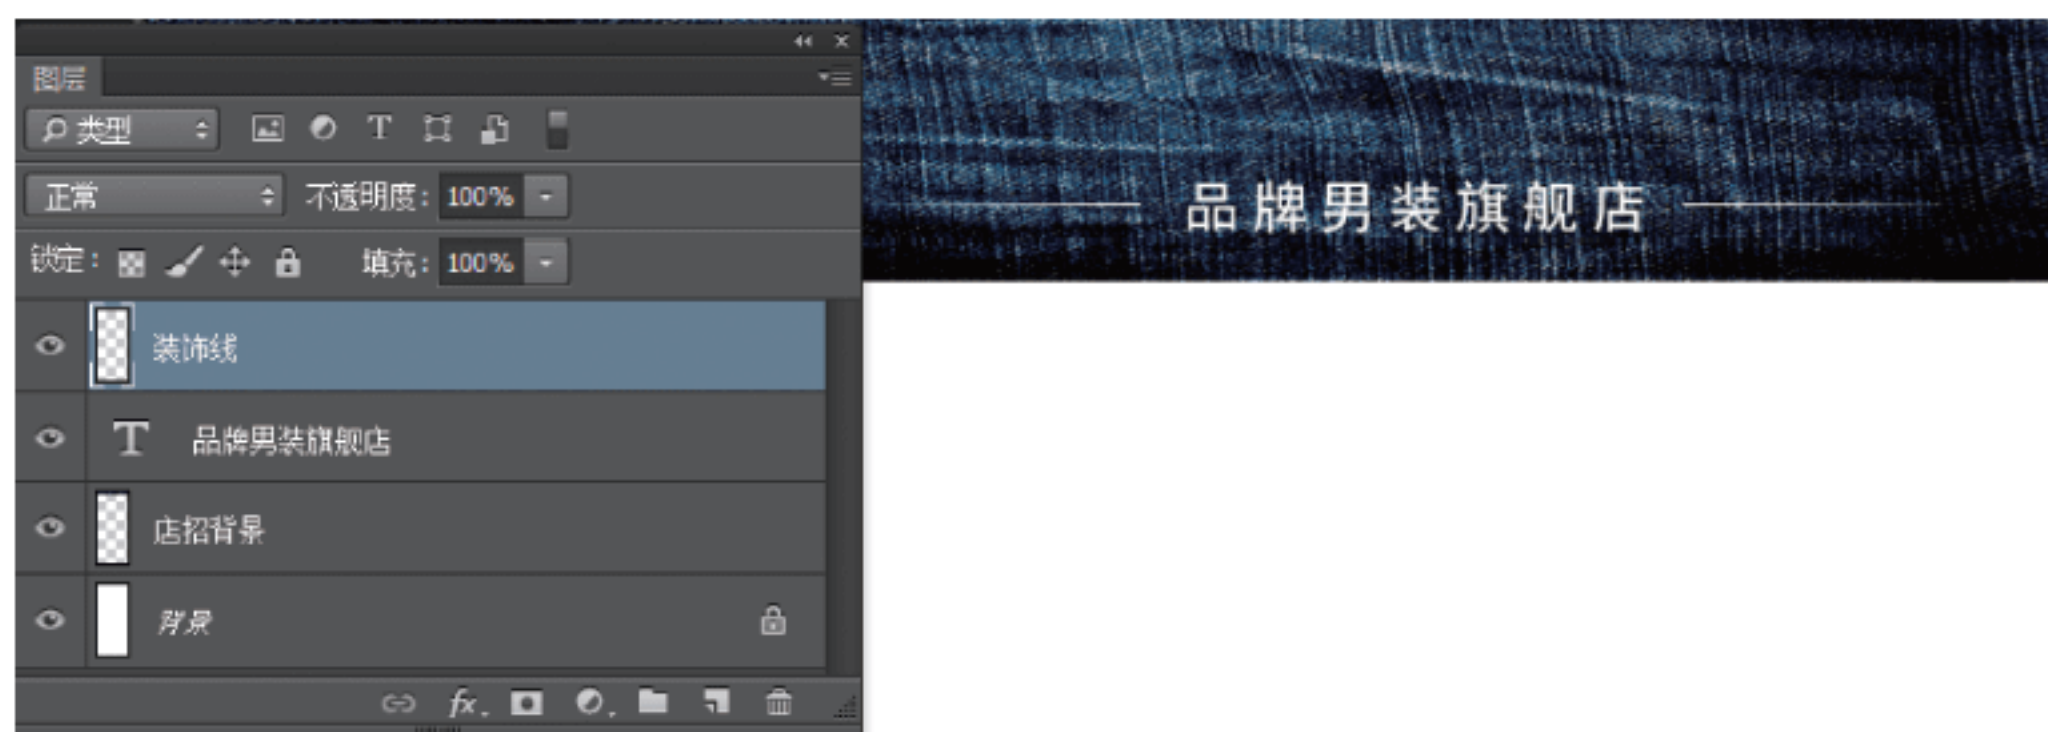 图层
类型
正常 不透明度: 100%
锁定: 填充: 100%
装饰线
T 品牌男装旗舰店
店招背景
背景
fx.
品牌男装旗舰店